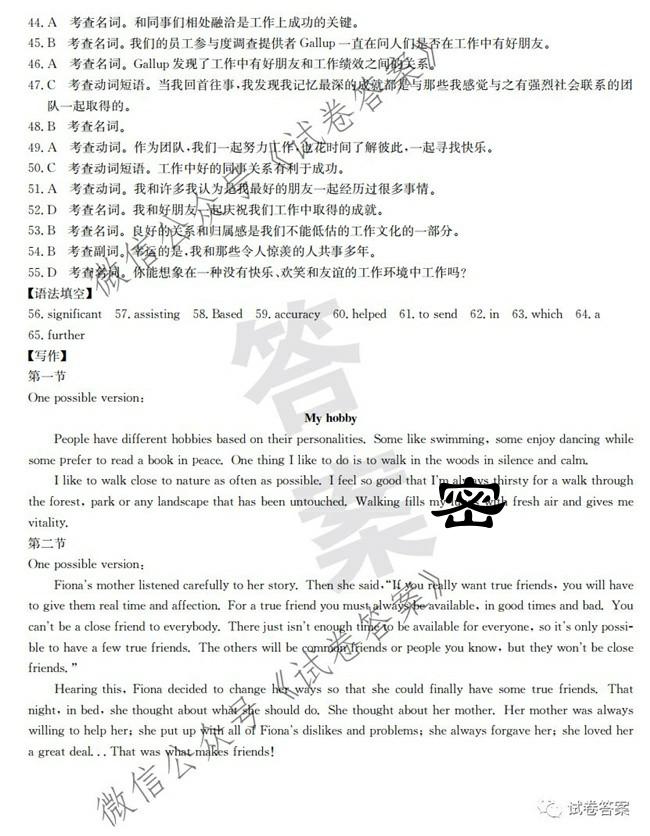 44. A 考查名词。和同事们相处融洽是工作上成功的关键。
45. B 考查名词。我们的员工参与度调查提供者 Gallup 一直在问人们是否在工作中有好朋友。
46. A 考查名词。Gallup 发现了工作中有好朋友和工作绩效之间的关系。
47. C 考查动词短语。当我回首往事,我发现我记忆最深的成就都是与那些我感觉与之有强烈社会联系的团
队一起取得的。
48. B 考查名词。
49. A 考查动词。作为团队,我们一起努力工作,也花时间了解彼此,一起寻找快乐。
50. C 考查动词短语。工作中好的同事关系有利于成功。
51. A 考查动词。我和许多我认为是我最好的朋友一起经历过很多事情。
52. D 考查名词。我和好朋友一起庆祝我们工作中取得的成就。
53. B 考查名词。良好的关系和归属感是我们不能低估的工作文化的一部分。
54. B 考查副词。幸运的是,我和那些令人惊羡的人共事多年。
55. D 考查名词。你能想象在一种没有快乐、欢笑和友谊的工作环境中工作吗?
【语法填空】
56. significant 57. assisting 58. Based 59. accuracy 60. helped 61. to send 62. in 63. which 64. a
65. further
【写作】
第一节
One possible version:
My hobby
People have different hobbies based on their personalities. Some like swimming, some enjoy dancing while
some prefer to read a book in peace. One thing I like to do is to walk in the woods in silence and calm.
I like to walk close to nature as often as possible. I feel so good that I'm always thirsty for a walk through
the forest, park or any landscape that has been untouched. Walking fills my with fresh air and gives me
vitality.
密
第二节
One possible version:
Fiona's mother listened carefully to her story. Then she said,"If you really want true friends, you will have
to give them real time and affection. For a true friend you must always be available, in good times and bad. You
can't be a close friend to everybody. There just isn't enough time to be available for everyone, so it's only possi-
ble to have a few true friends. The others will be common friends or people you know, but they won't be close
friends."
Hearing this, Fiona decided to change her ways so that she could finally have some true friends. That
night, in bed, she thought about what she should do. She thought about her mother. Her mother was always
willing to help her; she put up with all of Fiona's dislikes and problems; she always forgave her; she loved her
a great deal... That was what makes friends!
答案
微信公众号《试卷答案》
微信公众号《试卷答案》
试卷答案